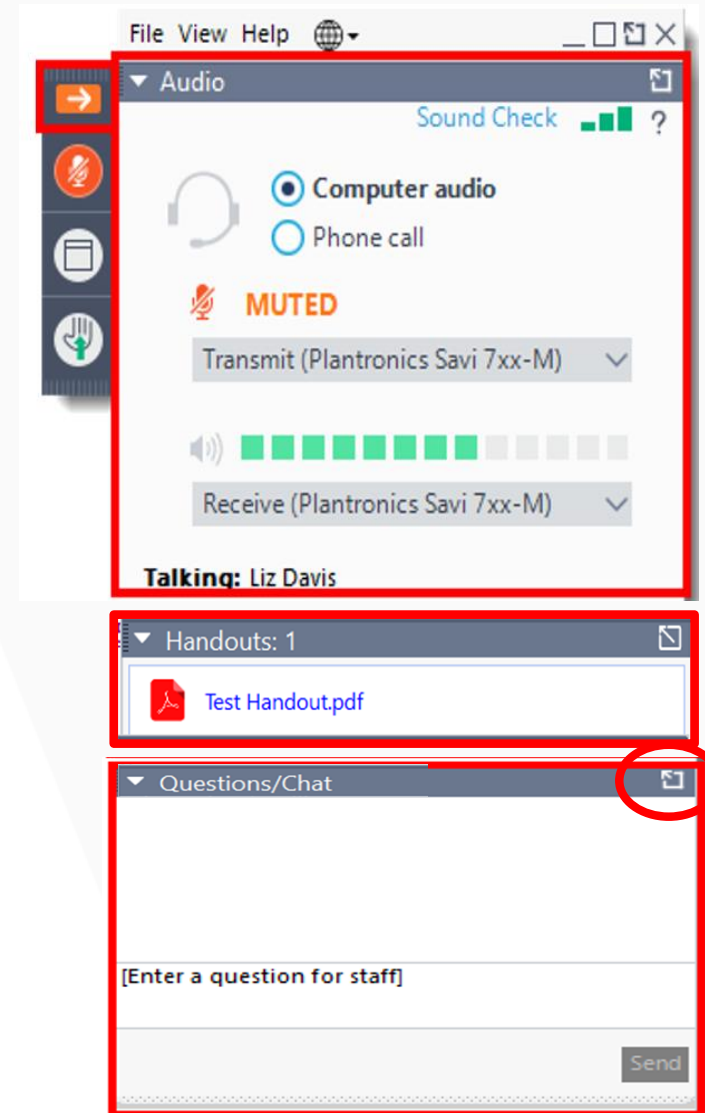 File View Help
Audio
Sound Check ?
Computer audio
Phone call
MUTED
Transmit (Plantronics Savi 7xx-M)
Receive (Plantronics Savi 7xx-M)
Talking: Liz Davis
Handouts: 1
Test Handout.pdf
Questions/Chat
[Enter a question for staff]
Send